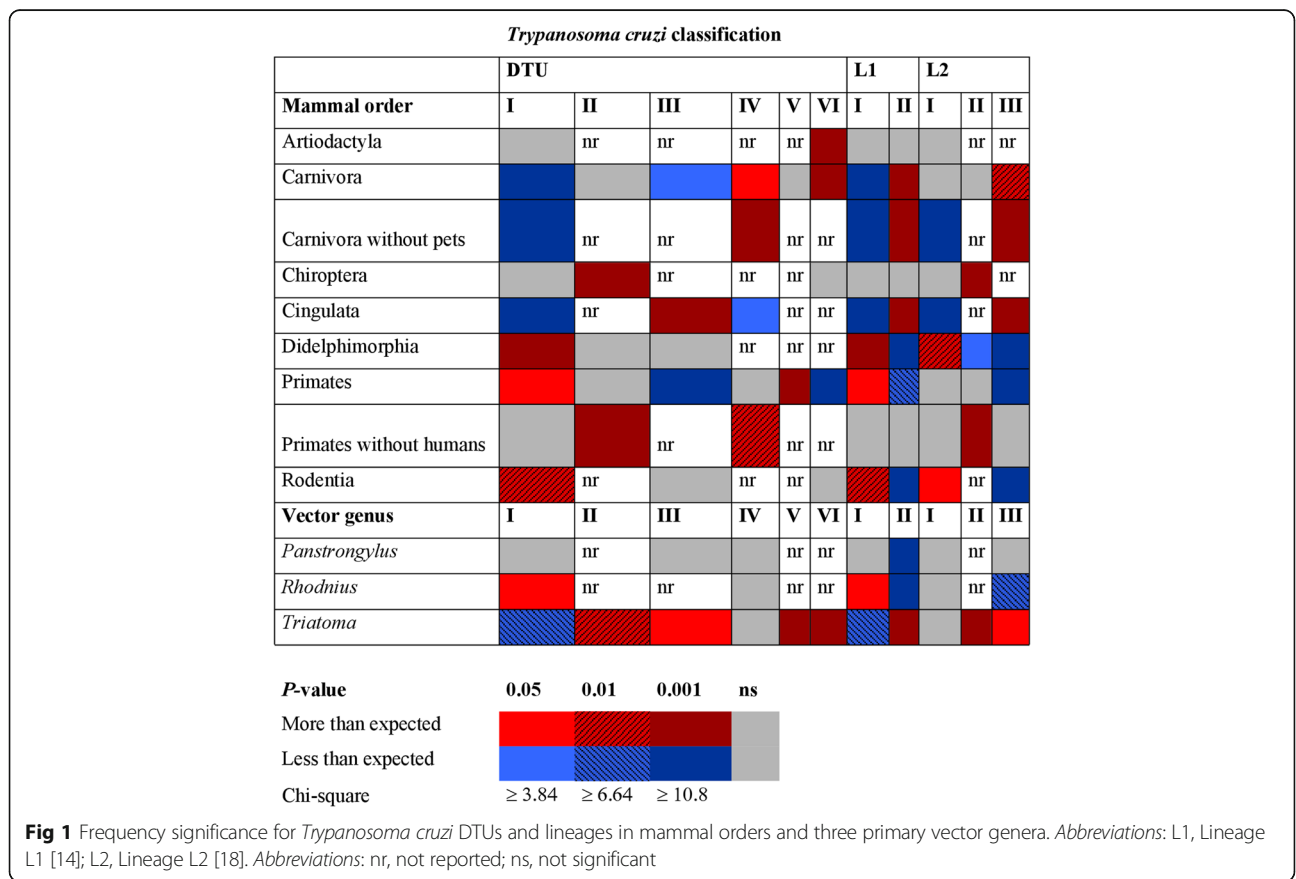 Trypanosoma cruzi classification
DTU L1 L2
Mammal order I II III IV V VI I II I II III
Artiodactyla nr nr nr nr nr nr
Carnivora
Carnivora without pets nr nr nr nr nr
Chiroptera nr nr nr nr
Cingulata nr nr nr nr
Didelphimorphia nr nr nr
Primates
Primates without humans nr nr nr
Rodentia nr nr nr nr
Vector genus I II III IV V VI I II I II III
Panstrongylus nr nr nr nr
Rhodnius nr nr nr nr nr
Triatoma
P-value 0.05 0.01 0.001 ns
More than expected
Less than expected
Chi-square ≥ 3.84 ≥ 6.64 ≥ 10.8
Fig 1 Frequency significance for Trypanosoma cruzi DTUs and lineages in mammal orders and three primary vector genera. Abbreviations: L1, Lineage
L1 [14]; L2, Lineage L2 [18]. Abbreviations: nr, not reported; ns, not significant